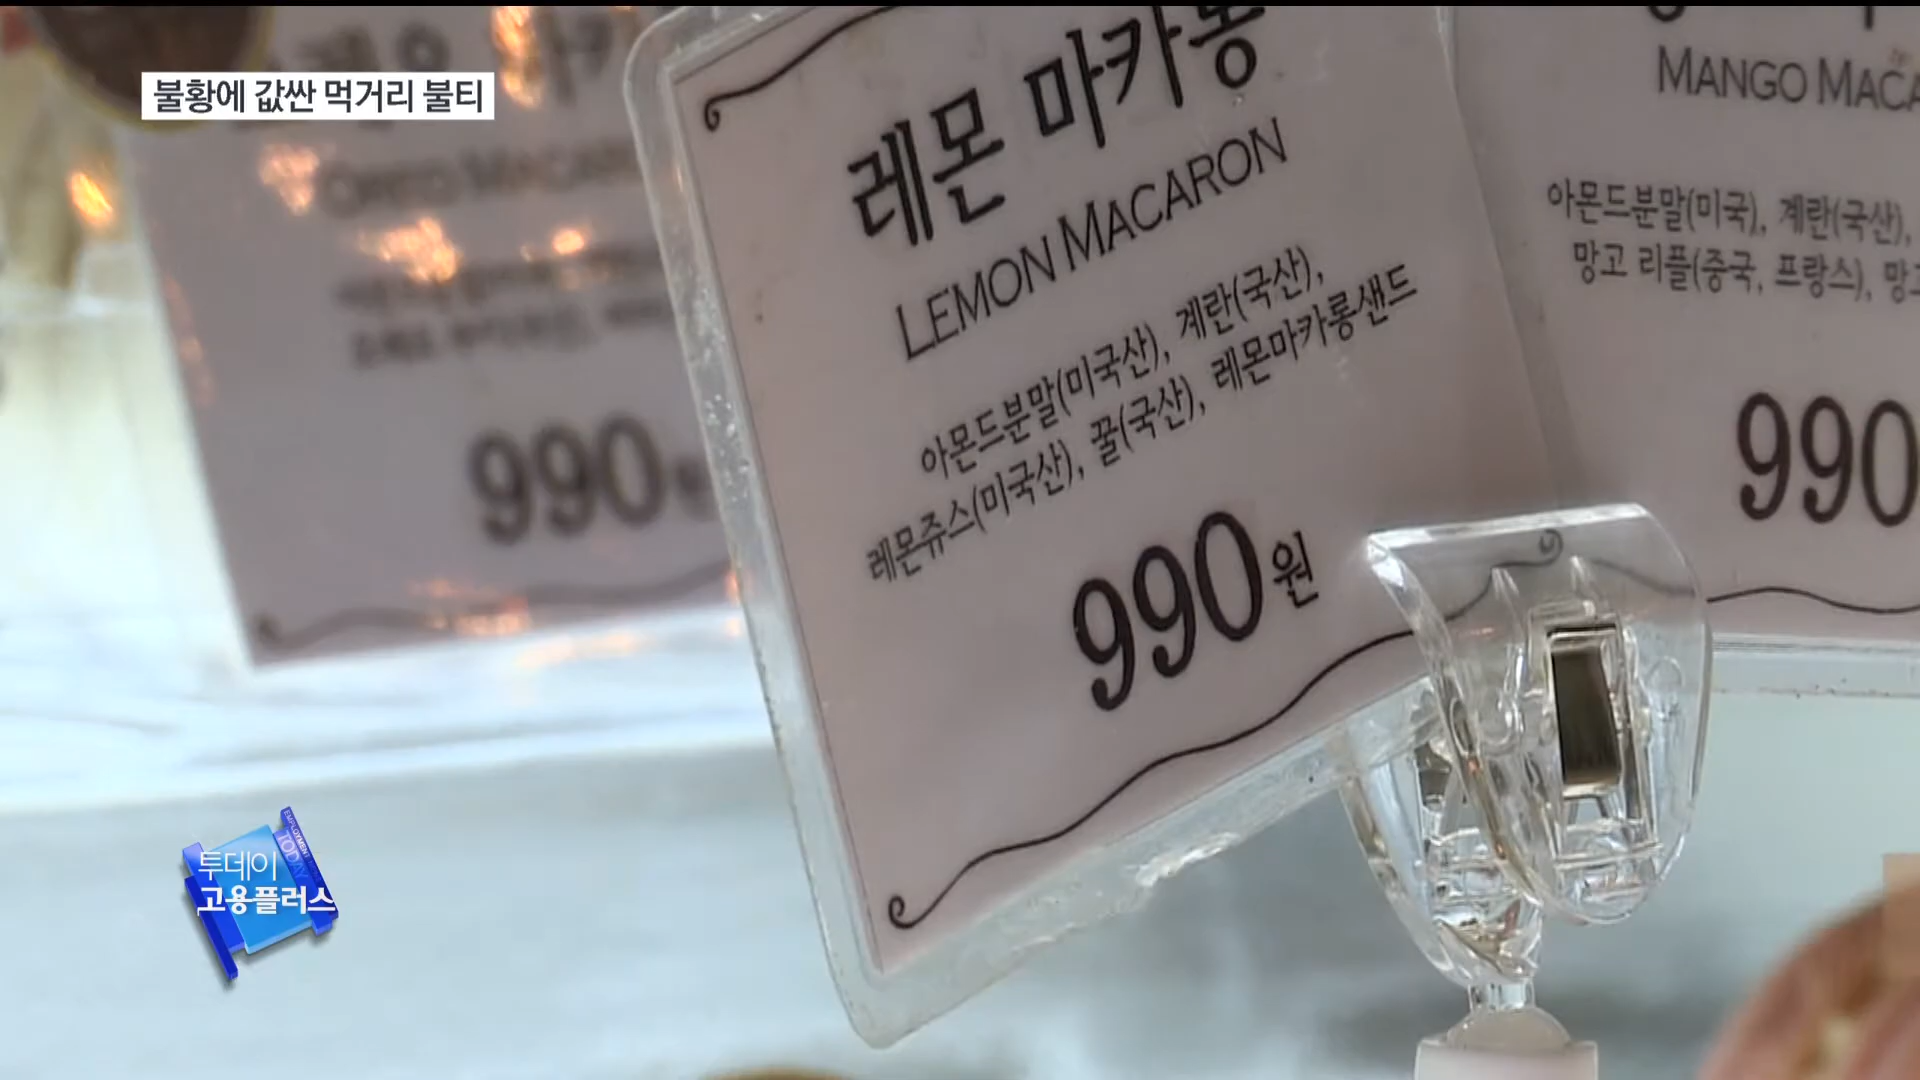 불황에 값싼 먹거리 불티
990
레몬 마카롱
LEMON MACARON
아몬드분말(미국산), 계란(국산),
레몬쥬스(미국산), 꿀(국산), 레몬마카롱샌드
990원
MANGO
아몬드분말(미국), 계란(국산),
망고 리플(중국, 프랑스),
990
EMPLOYMENT
TODAY
투데이
고용플러스